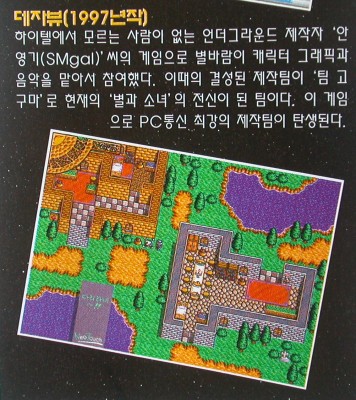 데자뷰(1997년작)
하이텔에서 모르는 사람이 없는 언더그라운드 제작자 '안
영기(SMgal)'씨의 게임으로 별바람이 캐릭터 그래픽과
음악을 맡아서 참여했다. 이때의 결성된 제작팀이 '팀 고
구마'로 현재의 '별과 소녀'의 전신이 된 팀이다. 이 게임
으로 PC통신 최강의 제작팀이 탄생된다.